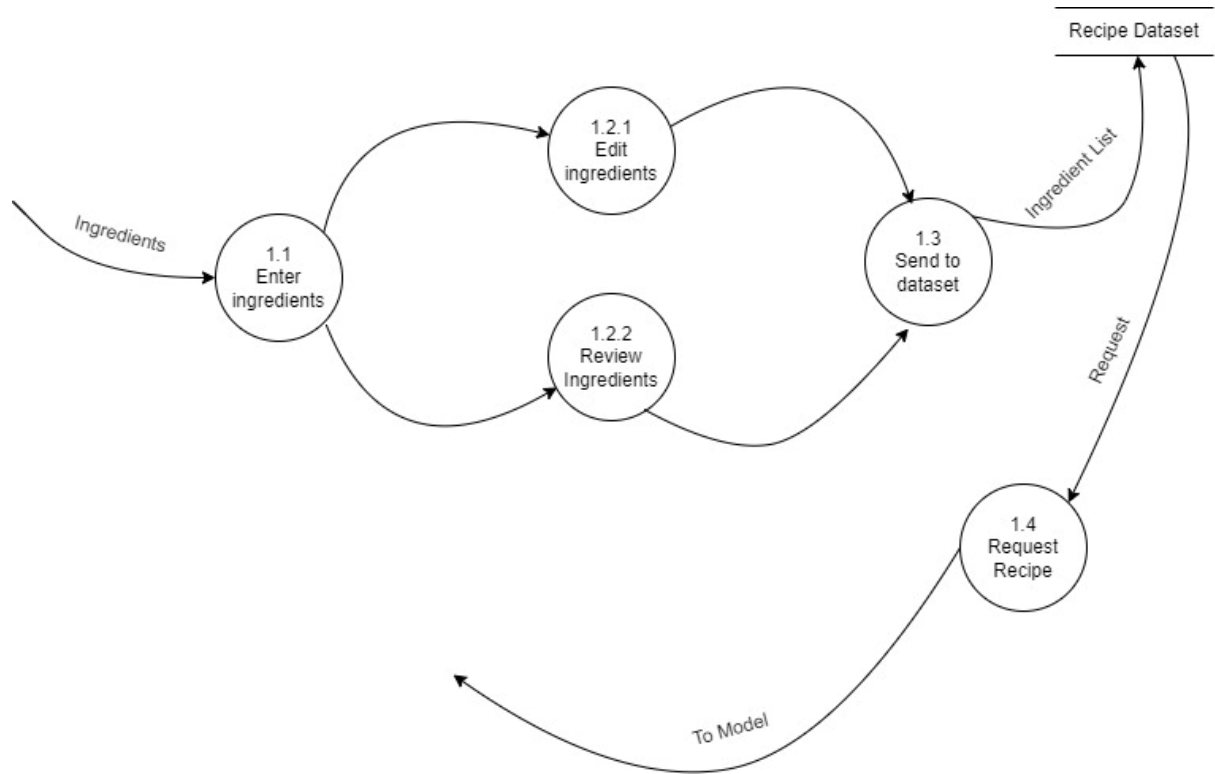 Recipe Dataset
1.2.1
Edit
ingredients
Ingredient List
Ingredients
1.1
Enter
ingredients
1.3
Send to
dataset
1.2.2
Review
Ingredients
Request
1.4
Request
Recipe
To Model